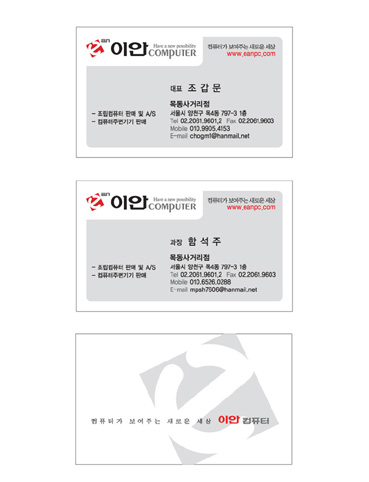 ean
이안 Have a new possibility COMPUTER
컴퓨터가 보여주는 새로운 세상
www.eanpc.com
대표 조 갑 문
목동사거리점
서울시 양천구 목4동 797-3 1층
Tel 02.2061.9601,2 Fax 02.2061.9603
Mobile 010.9905.4153
E-mail chogm1@hanmail.net
- 조립컴퓨터 판매 및 A/S
- 컴퓨터주변기기 판매
ean
이안 Have a new possibility COMPUTER
컴퓨터가 보여주는 새로운 세상
www.eanpc.com
과장 함 석 주
목동사거리점
서울시 양천구 목4동 797-3 1층
Tel 02.2061.9601,2 Fax 02.2061.9603
Mobile 010.6526.0288
E-mail mpsh7506@hanmail.net
- 조립컴퓨터 판매 및 A/S
- 컴퓨터주변기기 판매
컴퓨터가 보여주는 새로운 세상 이안 컴퓨터